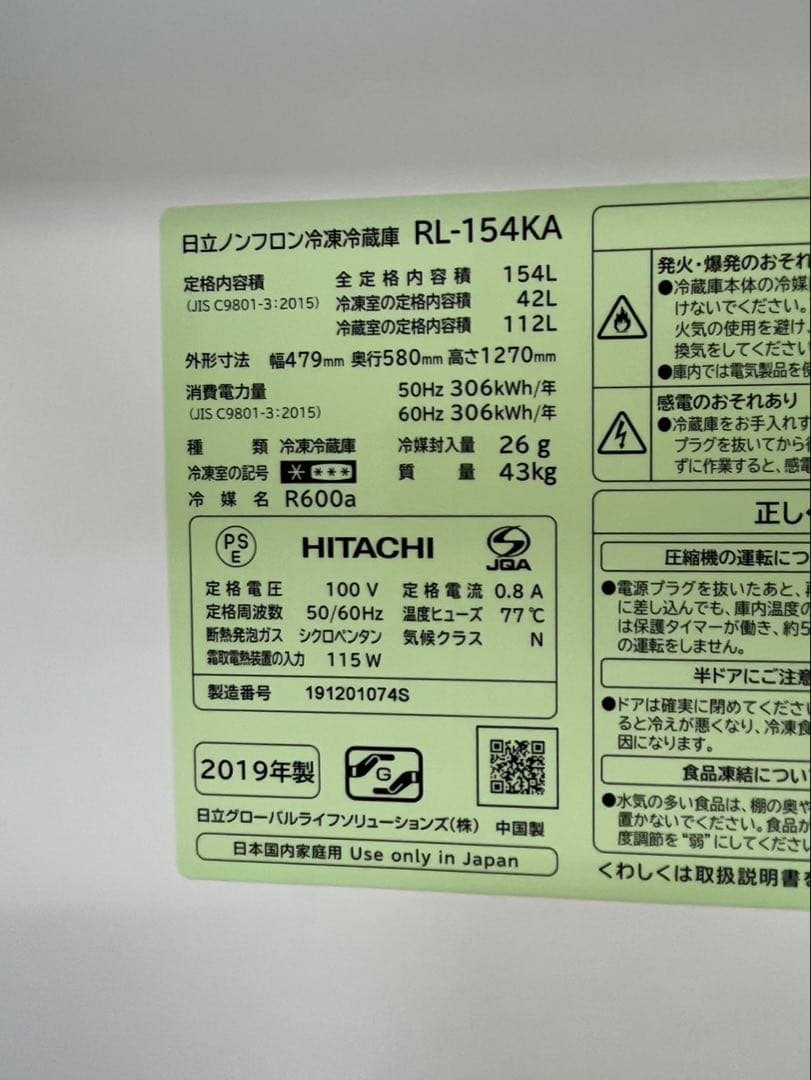 日立ノンフロン冷凍冷蔵庫 RL-154KA
定格内容積 全定格内容積 154L
(JIS C9801-3:2015) 冷凍室の定格内容積 42L
冷蔵室の定格内容積 112L
外形寸法 幅479mm 奥行580mm 高さ1270mm
消費電力量 50Hz 306kWh/年
(JIS C9801-3:2015) 60Hz 306kWh/年
種類 冷凍冷蔵庫 冷媒封入量 26g
冷凍室の記号 質量 43kg
冷媒名 R600a
PSE HITACHI JQA
定格電圧 100V 定格電流 0.8A
定格周波数 50/60Hz 温度ヒューズ 77℃
断熱発泡ガス シクロペンタン 気候クラス N
霜取電熱装置の入力 115W
製造番号 191201074S
2019年製 G
日立グローバルライフソリューションズ(株) 中国製
日本国内家庭用 Use only in Japan
発火・爆発のおそれ
●冷蔵庫本体の冷媒
けないでください。
火気の使用を避け、
換気をしてください
●庫内では電気製品を使
感電のおそれあり
●冷蔵庫をお手入れす
プラグを抜いてから行
ずに作業すると、感電
正し
圧縮機の運転につ
●電源プラグを抜いたあと、再
に差し込んでも、庫内温度の
は保護タイマーが働き、約5
の運転をしません。
半ドアにご注意
●ドアは確実に閉めてください
ると冷えが悪くなり、冷凍食
因になります。
食品凍結につい
●水気の多い食品は、棚の奥や
置かないでください。食品が
度調節を“弱”にしてください
くわしくは取扱説明書を